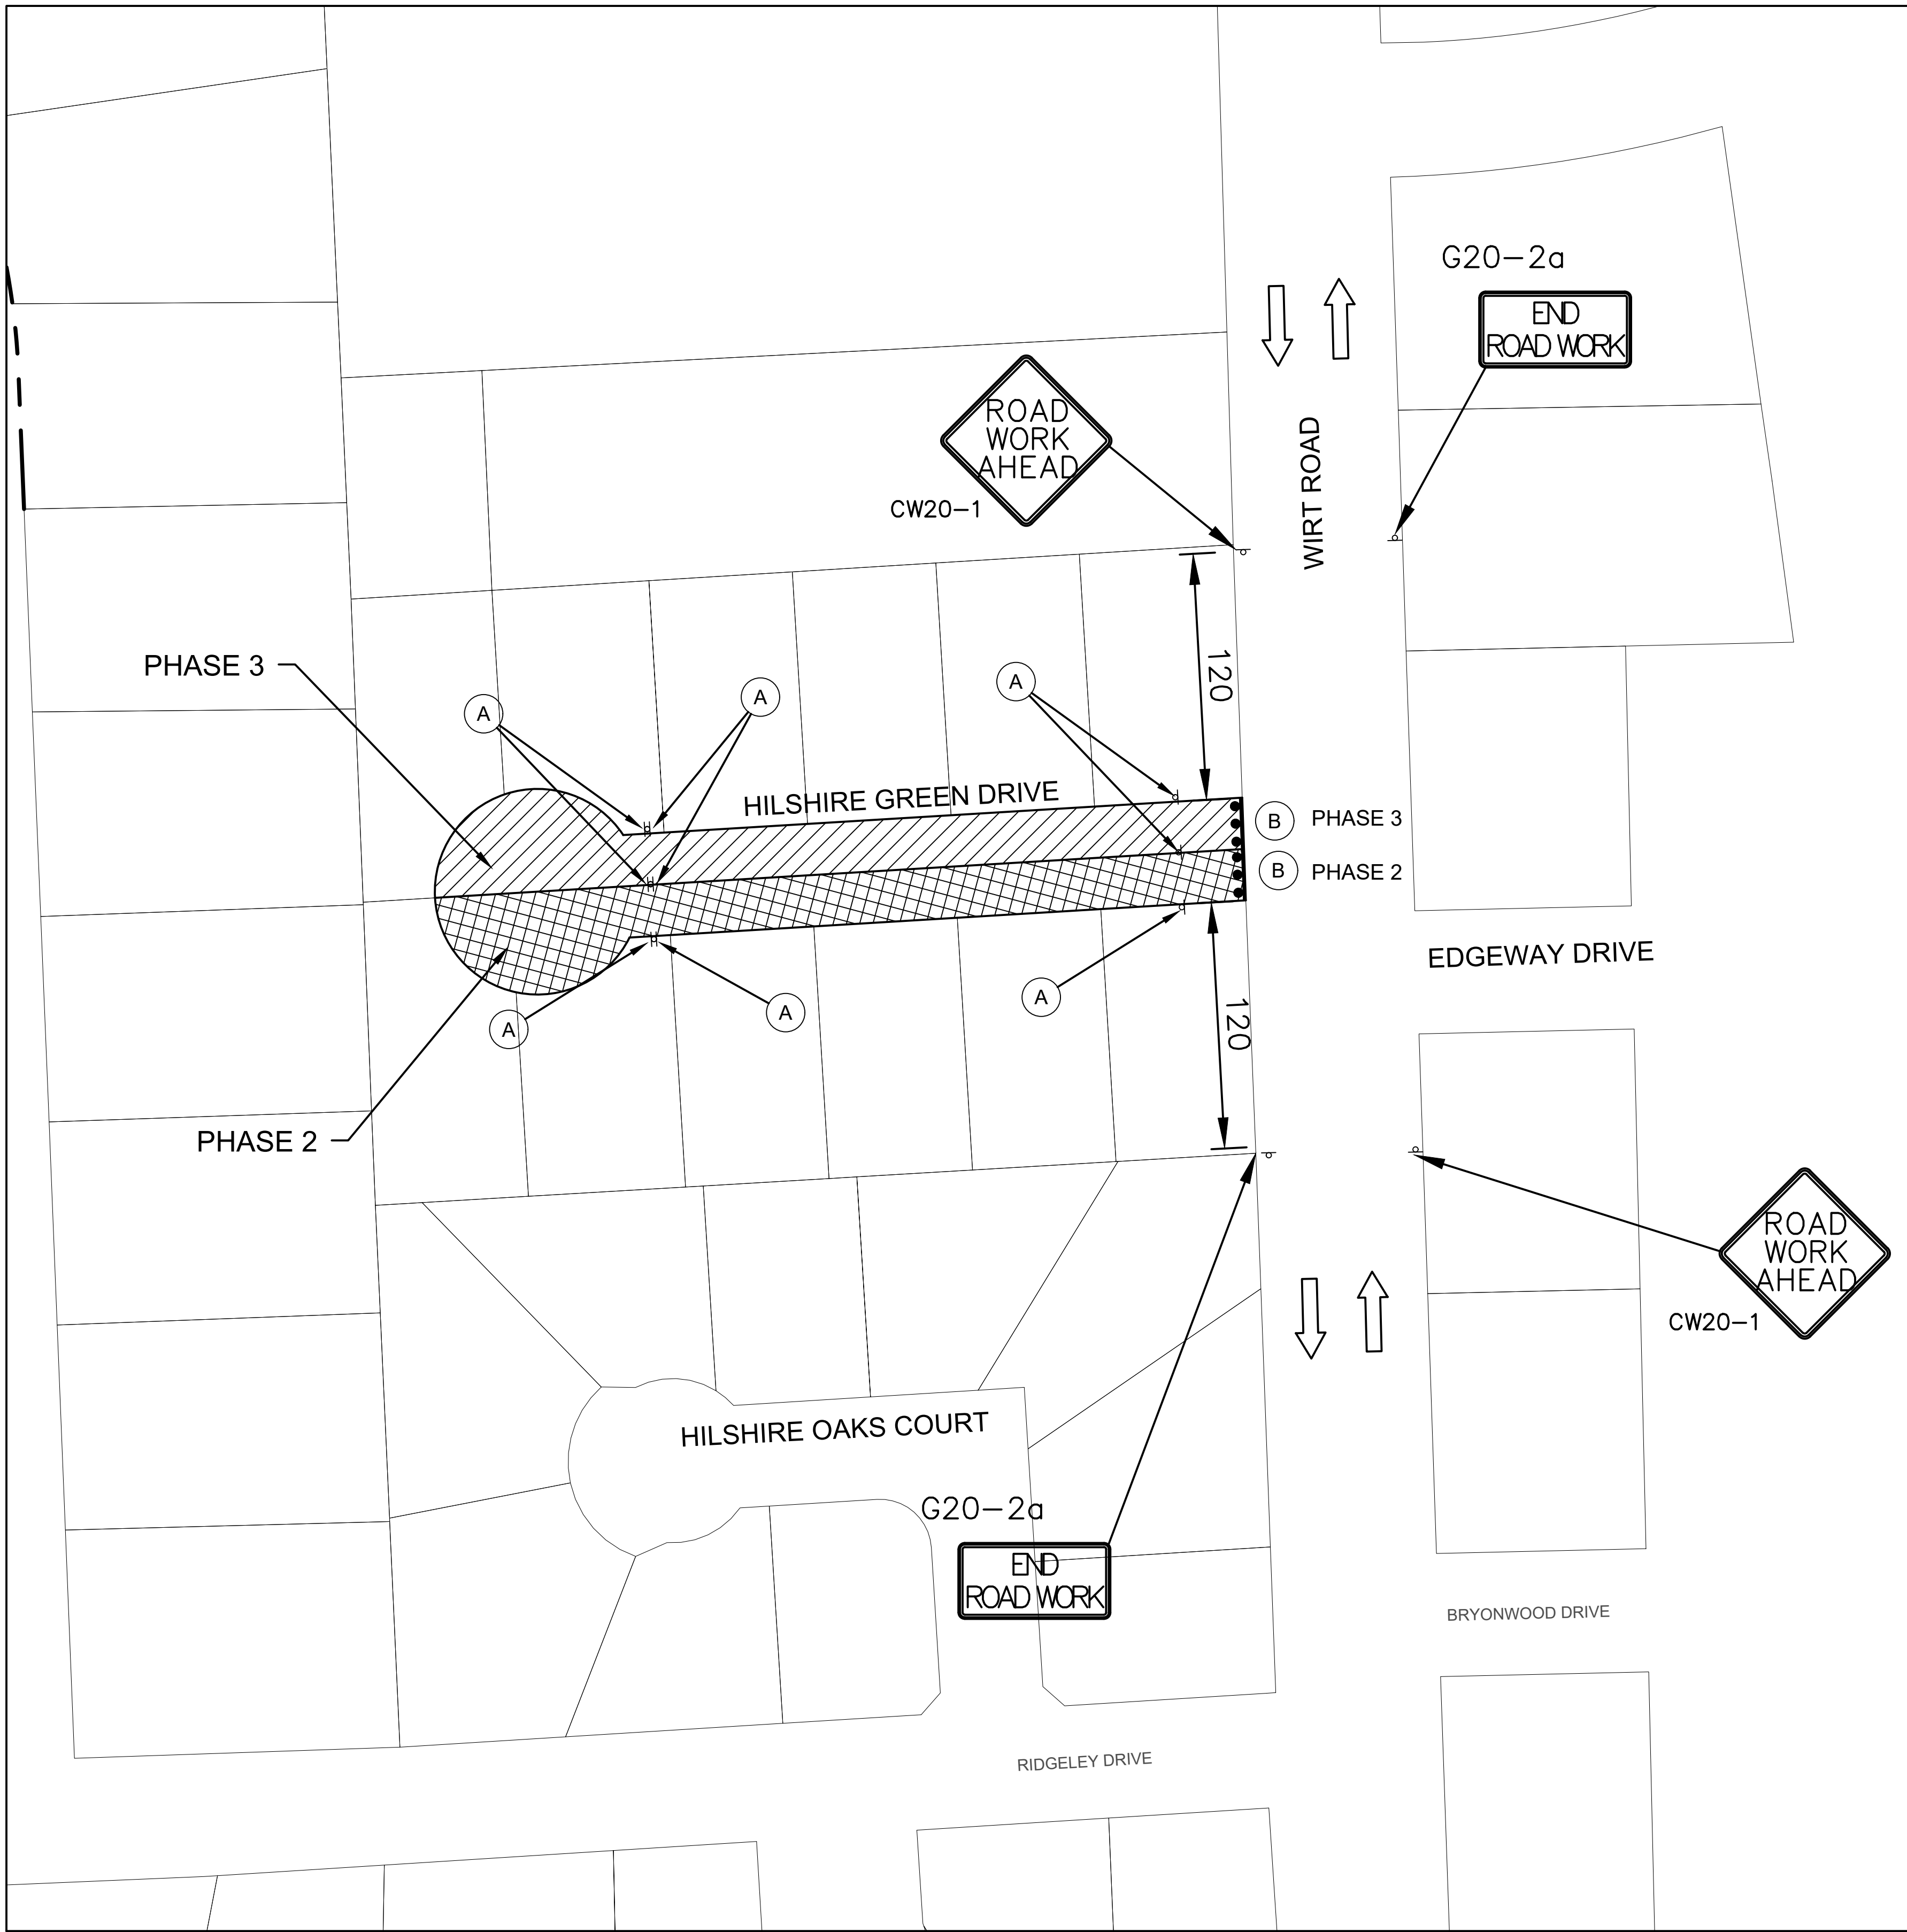 G20-2a
END
ROAD WORK
ROAD
WORK
AHEAD
CW20-1
WIRT ROAD
120
PHASE 3
A
A
A
HILSHIRE GREEN DRIVE
B PHASE 3
B PHASE 2
EDGEWAY DRIVE
A
A
A
120
PHASE 2
ROAD
WORK
AHEAD
CW20-1
HILSHIRE OAKS COURT
G20-2a
END
ROAD WORK
BRYONWOOD DRIVE
RIDGELEY DRIVE